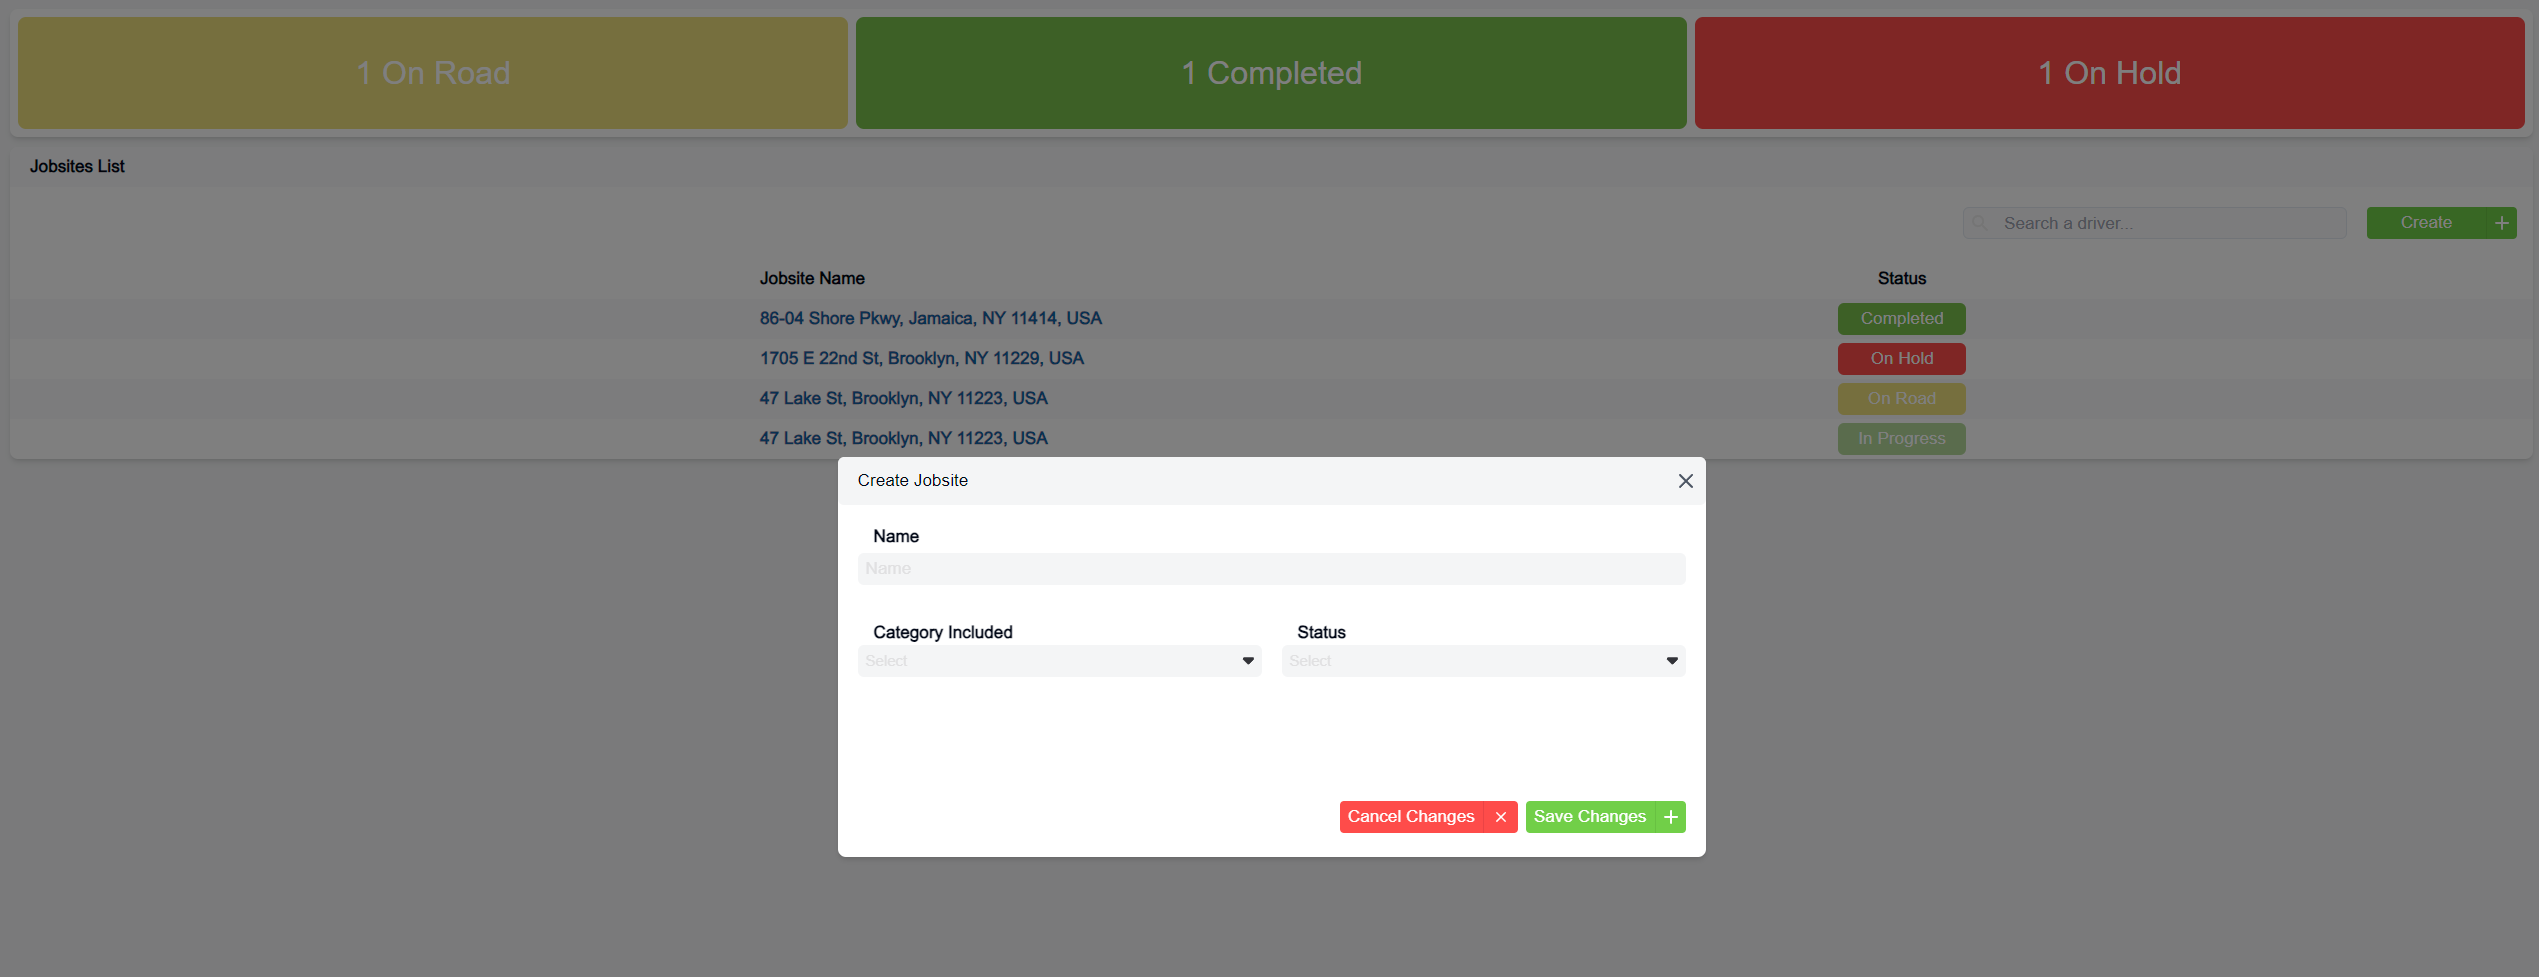 1 On Road
1 Completed
1 On Hold
Jobsites List
Search a driver...
Create
Jobsite Name
Status
86-04 Shore Pkwy, Jamaica, NY 11414, USA
Completed
1705 E 22nd St, Brooklyn, NY 11229, USA
On Hold
47 Lake St, Brooklyn, NY 11223, USA
On Road
47 Lake St, Brooklyn, NY 11223, USA
In Progress
Create Jobsite
Name
Name
Category Included
Status
Select
Select
Cancel Changes
Save Changes